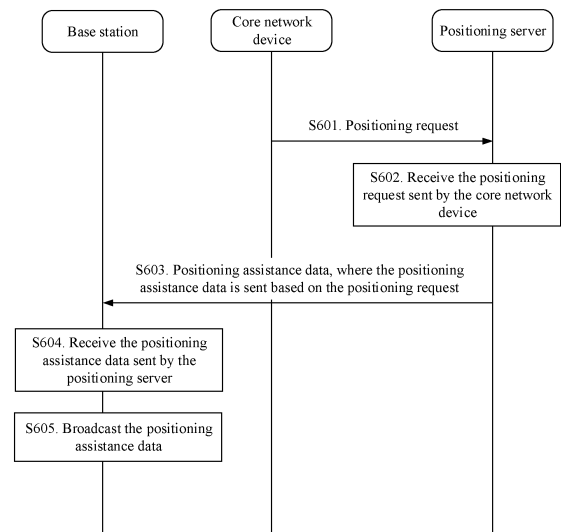 Base station
Core network
device
Positioning server
S601. Positioning request
S602. Receive the positioning
request sent by the core network
device
S603. Positioning assistance data, where the positioning
assistance data is sent based on the positioning request
S604. Receive the positioning
assistance data sent by the
positioning server
S605. Broadcast the positioning
assistance data